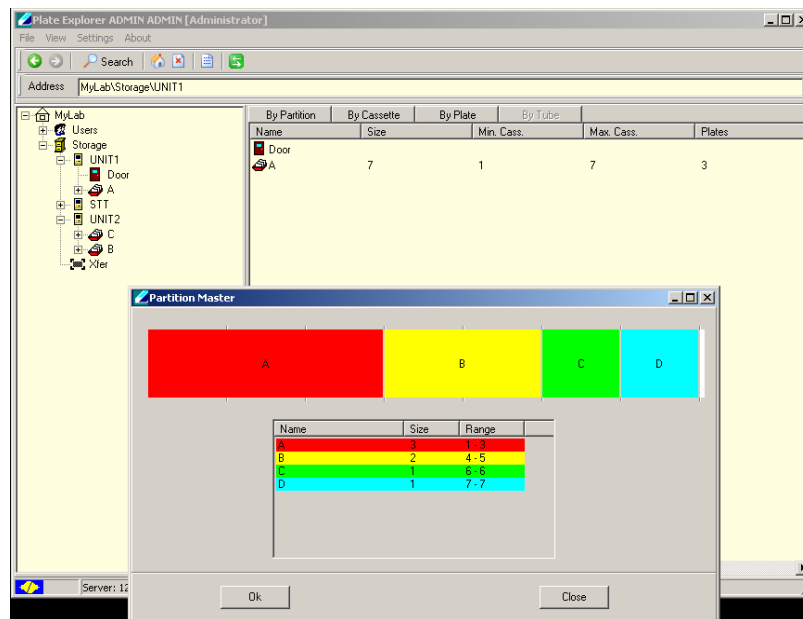 Plate Explorer ADMIN ADMIN [Administrator]
File View Settings About
Search
Address MyLab\Storage\UNIT1
MyLab
Users
Storage
UNIT1
Door
A
STT
UNIT2
C
B
Xfer
By Partition By Cassette By Plate By Tube
Name Size Min. Cass. Max. Cass. Plates
Door
A 7 1 7 3
Partition Master
A B C D
Name Size Range
A 3 1 - 3
B 2 4 - 5
C 1 6 - 6
D 1 7 - 7
Ok Close
Server: 12